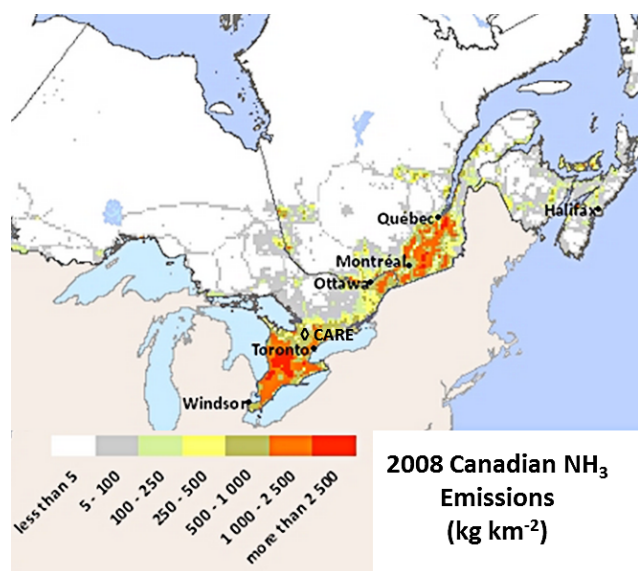 Québec
Halifax
Montréal
Ottawa
CARE
Toronto
Windsor
less than 5
5 - 100
100 - 250
250 - 500
500 - 1 000
1 000 - 2 500
more than 2 500
2008 Canadian NH₃
Emissions
(kg km⁻²)